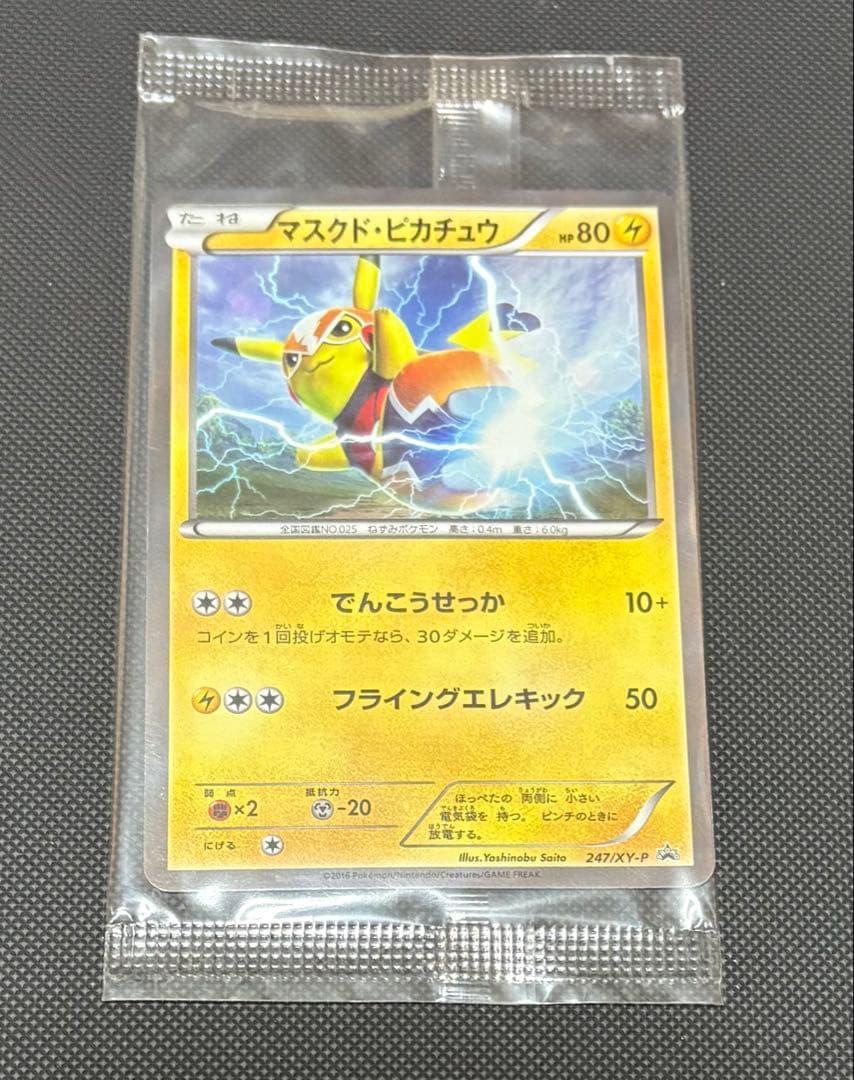 たね マスクド・ピカチュウ HP80
全国図鑑NO.025 ねずみポケモン 高さ:0.4m 重さ:6.0kg
でんこうせっか 10+
コインを1回投げオモテなら、30ダメージを追加。
フライングエレキック 50
弱点 抵抗力
×2 -20
にげる
ほっぺたの 両側に 小さい
電気袋を 持つ。 ピンチのときに
放電する。
Illus.Yoshinobu Saito 247/XY-P
©2016 Pokémon/Nintendo/Creatures/GAME FREAK.